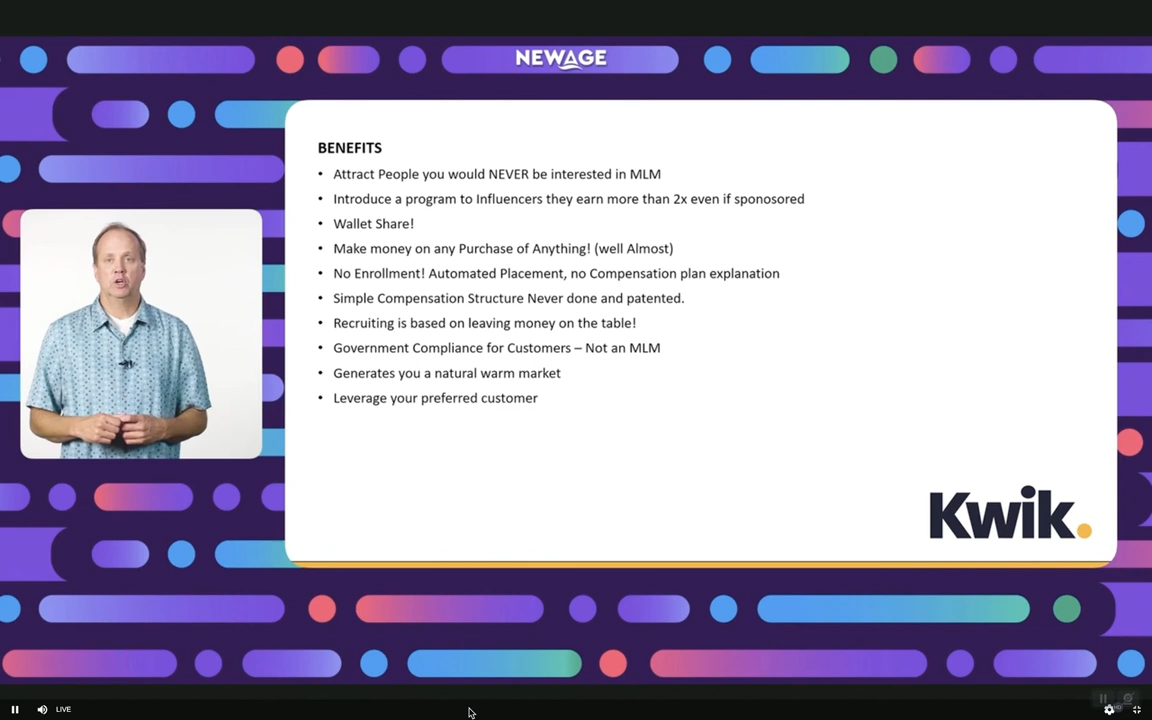 NEWAGE
BENEFITS
• Attract People you would NEVER be interested in MLM
• Introduce a program to Influencers they earn more than 2x even if sponosored
• Wallet Share!
• Make money on any Purchase of Anything! (well Almost)
• No Enrollment! Automated Placement, no Compensation plan explanation
• Simple Compensation Structure Never done and patented.
• Recruiting is based on leaving money on the table!
• Government Compliance for Customers – Not an MLM
• Generates you a natural warm market
• Leverage your preferred customer
Kwik.
LIVE